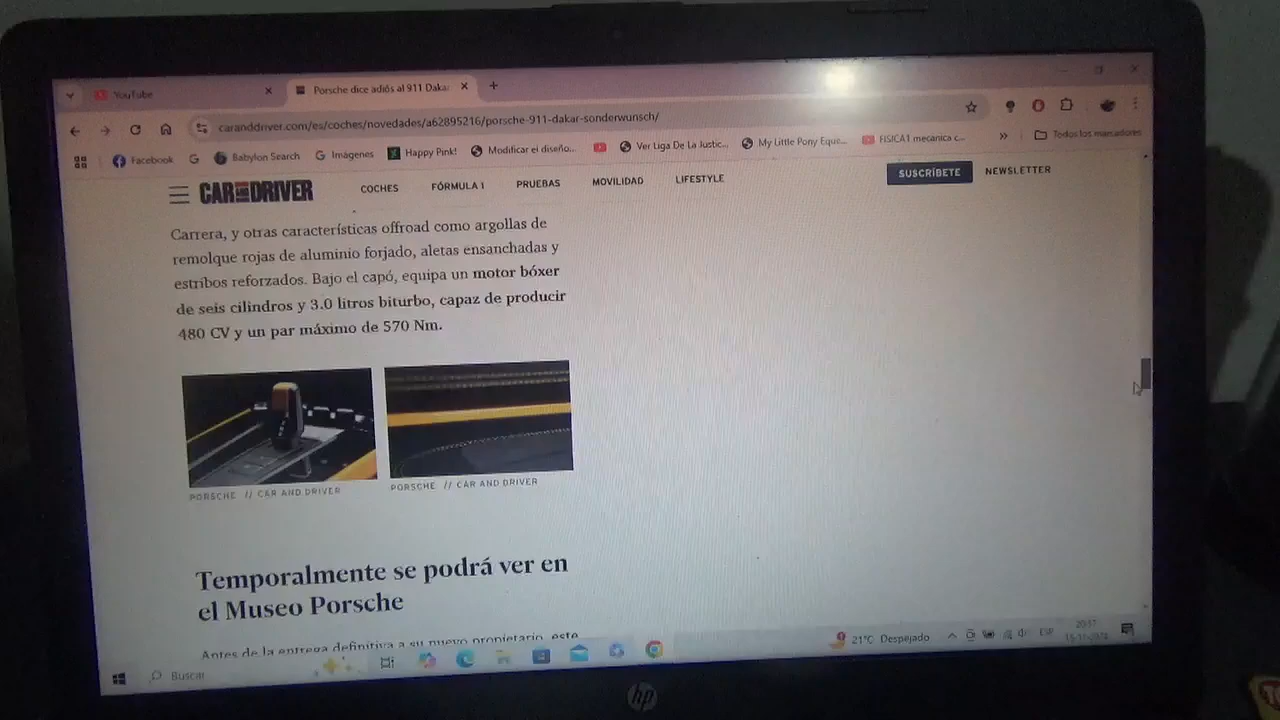 YouTube
Porsche dice adiós al 911 Daka
caranddriver.com/es/coches/novedades/a62895216/porsche-911-dakar-sonderwunsch/
Facebook
Babylon Search
Imágenes
Happy Pink!
Modificar el diseño...
Ver Liga De La Justic...
My Little Pony Eque...
FISICA1 mecanica c...
Todos los marcadores
CAR AND DRIVER
COCHES
FÓRMULA 1
PRUEBAS
MOVILIDAD
LIFESTYLE
SUSCRÍBETE
NEWSLETTER
Carrera, y otras características offroad como argollas de
remolque rojas de aluminio forjado, aletas ensanchadas y
estribos reforzados. Bajo el capó, equipa un motor bóxer
de seis cilindros y 3.0 litros biturbo, capaz de producir
480 CV y un par máximo de 570 Nm.
PORSCHE // CAR AND DRIVER
PORSCHE // CAR AND DRIVER
Temporalmente se podrá ver en
el Museo Porsche
Antes de la entrega definitiva a su nuevo propietario, este
Buscar
21°C Despejado
ESP
hp